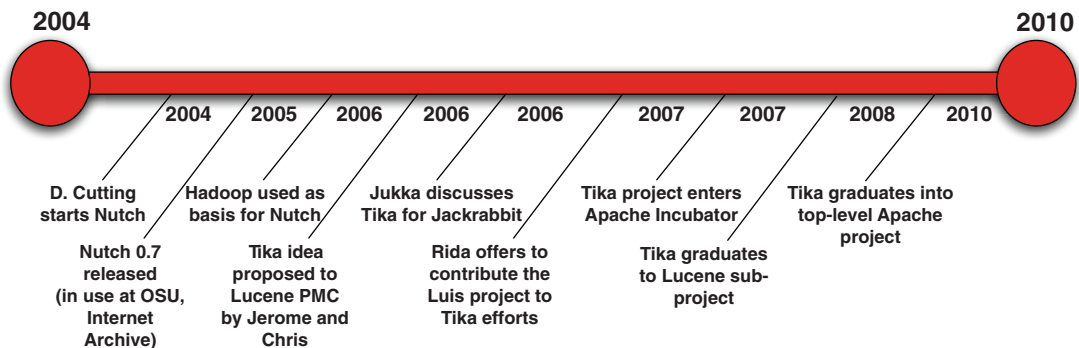 2004
2010
2004
2005
2006
2006
2006
2007
2007
2008
2010
D. Cutting
starts Nutch
Hadoop used as
basis for Nutch
Jukka discusses
Tika for Jackrabbit
Tika project enters
Apache Incubator
Tika graduates into
top-level Apache
project
Nutch 0.7
released
(in use at OSU,
Internet
Archive)
Tika idea
proposed to
Lucene PMC
by Jerome and
Chris
Rida offers to
contribute the
Luis project to
Tika efforts
Tika graduates
to Lucene sub-
project